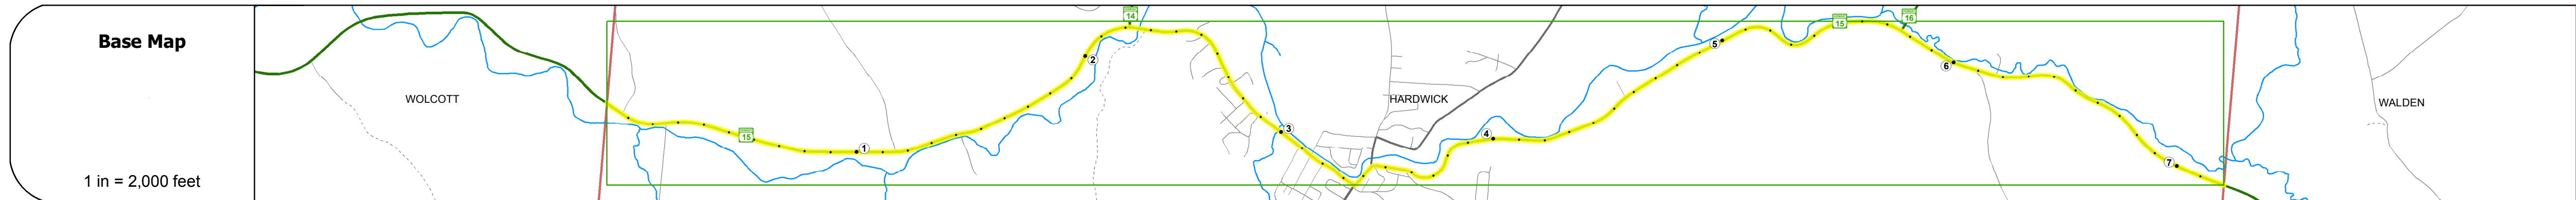 Base Map
1 in = 2,000 feet
WOLCOTT
15
1
2
14
3
HARDWICK
4
5
15
16
6
7
WALDEN